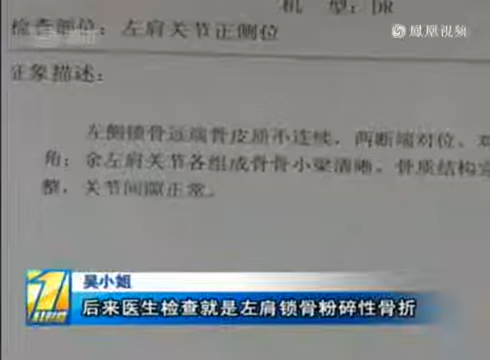 机 型：DR
凤凰视频
检查部位：左肩关节正侧位
征象描述：
左侧锁骨远端骨皮质不连续，两断端对位、对
角；余左肩关节各组成骨骨小梁清晰，骨质结构完
整，关节间隙正常。
吴小姐
后来医生检查就是左肩锁骨粉碎性骨折